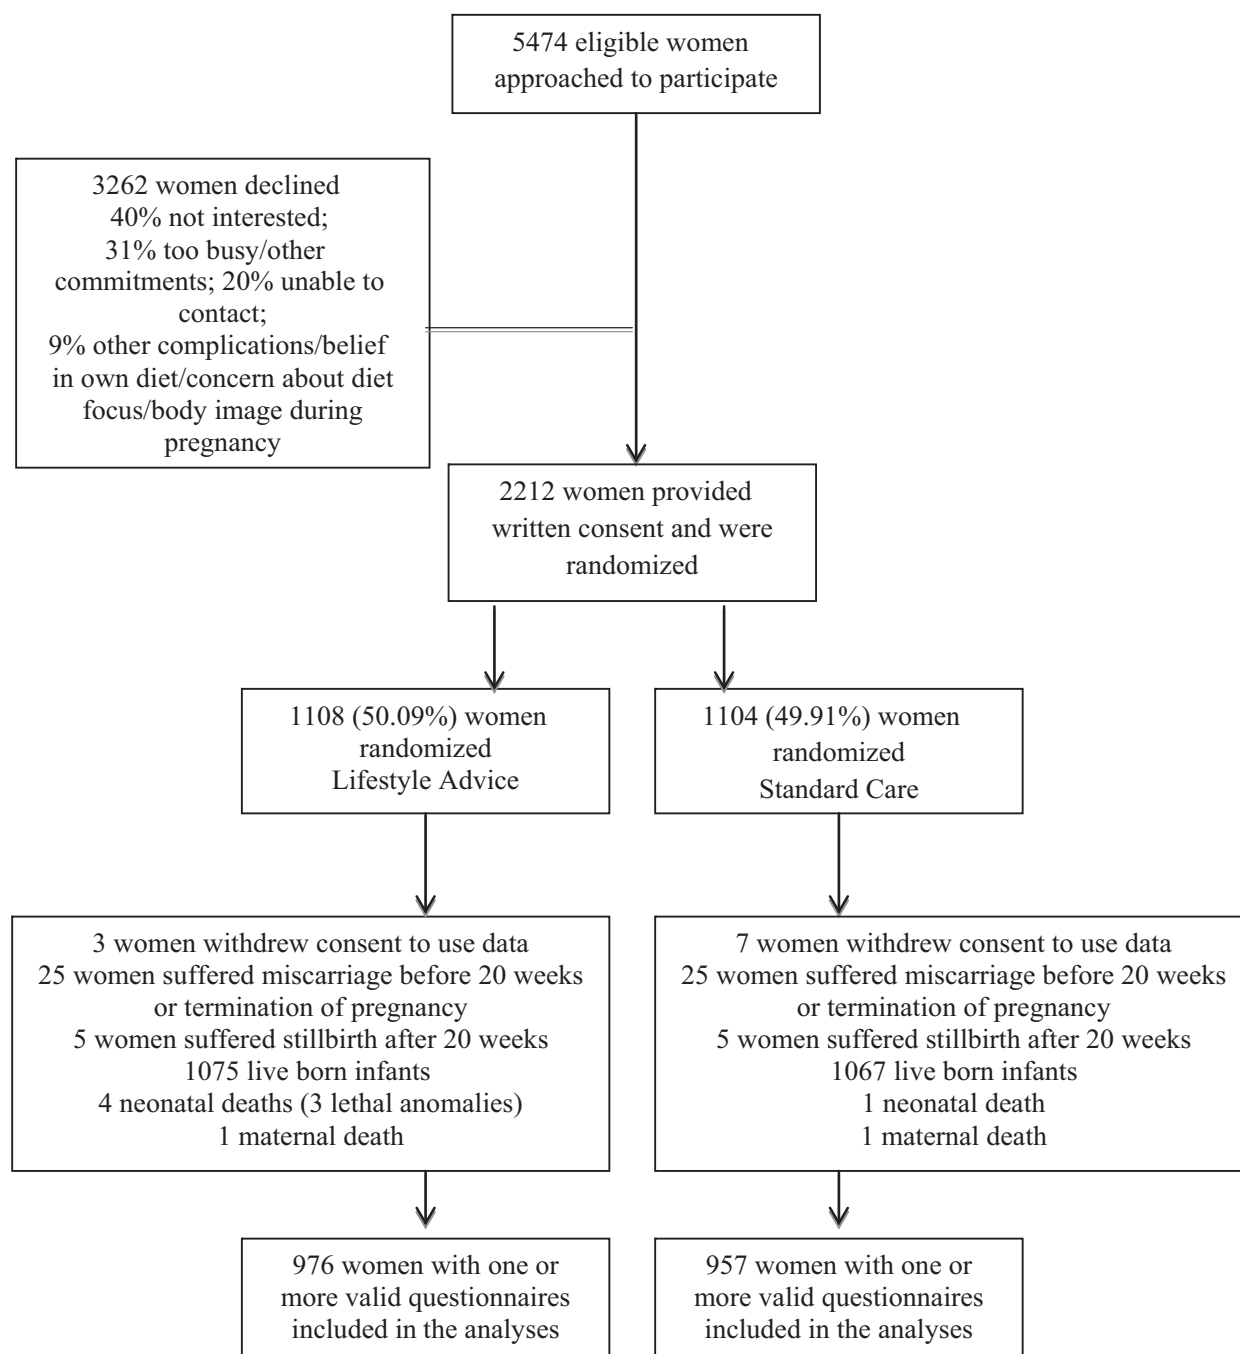 5474 eligible women
approached to participate
3262 women declined
40% not interested;
31% too busy/other
commitments; 20% unable to
contact;
9% other complications/belief
in own diet/concern about diet
focus/body image during
pregnancy
2212 women provided
written consent and were
randomized
1108 (50.09%) women
randomized
Lifestyle Advice
1104 (49.91%) women
randomized
Standard Care
3 women withdrew consent to use data
25 women suffered miscarriage before 20 weeks
or termination of pregnancy
5 women suffered stillbirth after 20 weeks
1075 live born infants
4 neonatal deaths (3 lethal anomalies)
1 maternal death
7 women withdrew consent to use data
25 women suffered miscarriage before 20 weeks
or termination of pregnancy
5 women suffered stillbirth after 20 weeks
1067 live born infants
1 neonatal death
1 maternal death
976 women with one or
more valid questionnaires
included in the analyses
957 women with one or
more valid questionnaires
included in the analyses